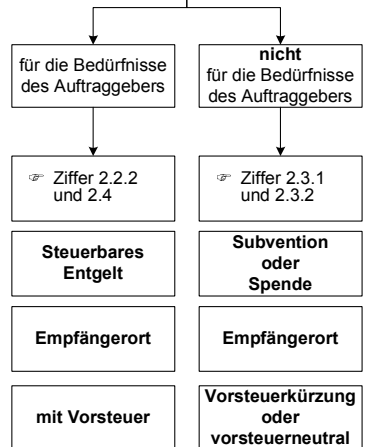 für die Bedürfnisse
des Auftraggebers
nicht
für die Bedürfnisse
des Auftraggebers
☞ Ziffer 2.2.2
und 2.4
☞ Ziffer 2.3.1
und 2.3.2
Steuerbares
Entgelt
Subvention
oder
Spende
Empfängerort
Empfängerort
mit Vorsteuer
Vorsteuerkürzung
oder
vorsteuerneutral